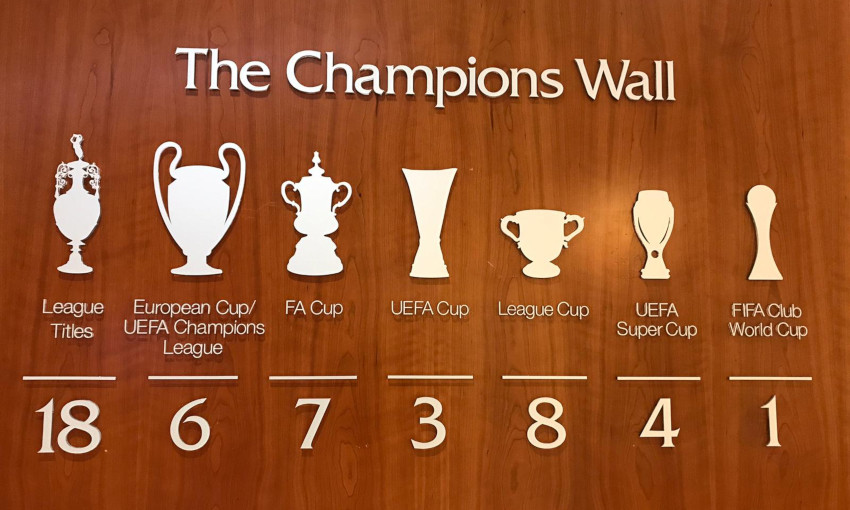 The Champions Wall
League
Titles
European Cup/
UEFA Champions
League
FA Cup
UEFA Cup
League Cup
UEFA
Super Cup
FIFA Club
World Cup
18
6
7
3
8
4
1